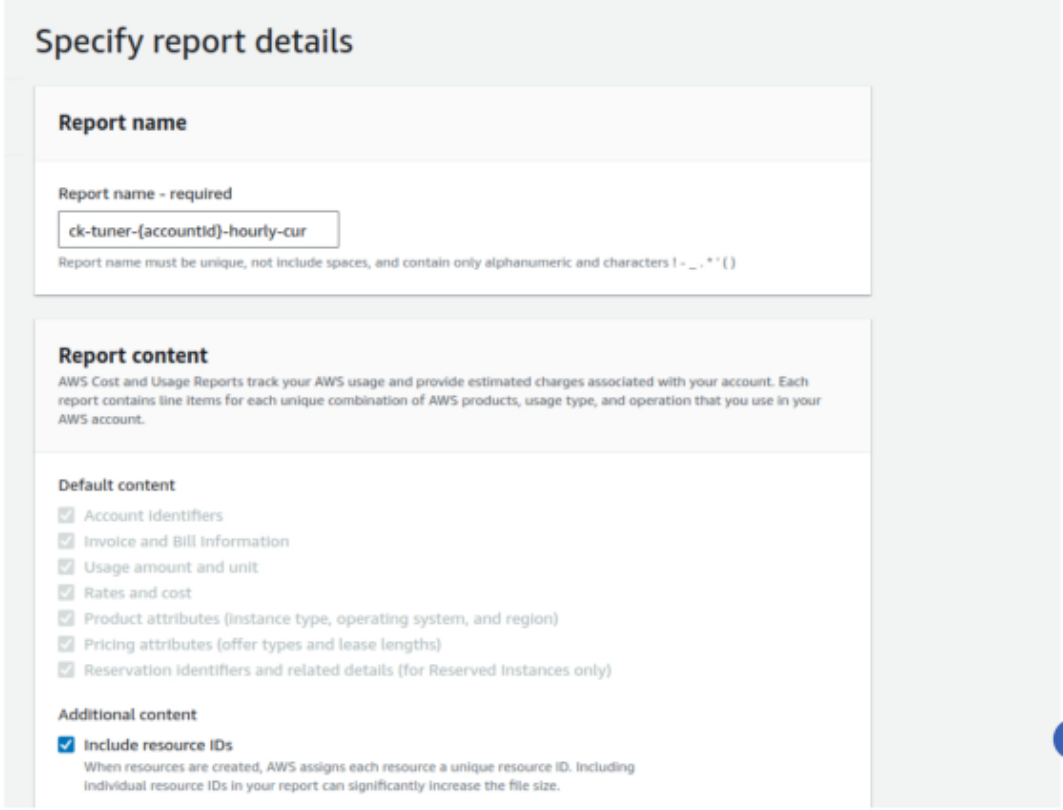 Specify report details
Report name
Report name - required
ck-tuner-{accountId}-hourly-cur
Report name must be unique, not include spaces, and contain only alphanumeric and characters ! - _ . * ' ( )
Report content
AWS Cost and Usage Reports track your AWS usage and provide estimated charges associated with your account. Each
report contains line items for each unique combination of AWS products, usage type, and operation that you use in your
AWS account.
Default content
Account identifiers
Invoice and Bill Information
Usage amount and unit
Rates and cost
Product attributes (instance type, operating system, and region)
Pricing attributes (offer types and lease lengths)
Reservation identifiers and related details (for Reserved Instances only)
Additional content
Include resource IDs
When resources are created, AWS assigns each resource a unique resource ID. Including
individual resource IDs in your report can significantly increase the file size.